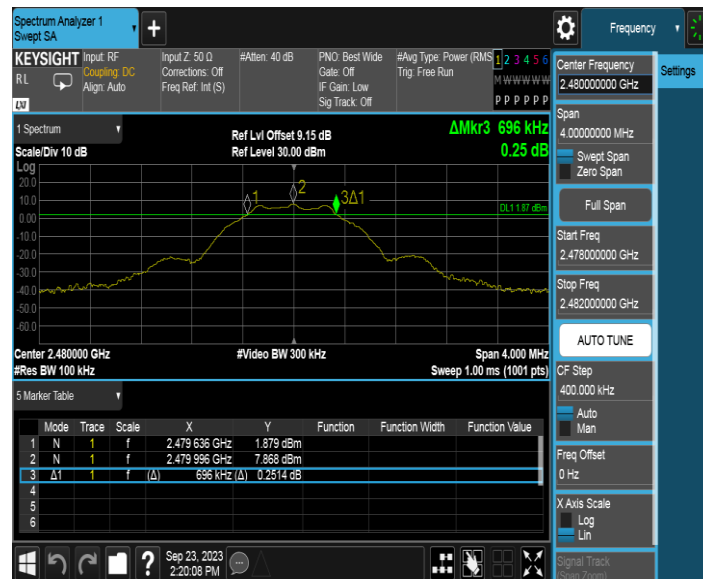 Spectrum Analyzer 1
Swept SA
+
Frequency
KEYSIGHT
RL
LXI
Input: RF
Coupling: DC
Align: Auto
Input Z: 50 Ω
Corrections: Off
Freq Ref: Int (S)
#Atten: 40 dB
PNO: Best Wide
Gate: Off
IF Gain: Low
Sig Track: Off
#Avg Type: Power (RMS
Trig: Free Run
1 2 3 4 5 6
M W W W W W
P P P P P P
1 Spectrum
Scale/Div 10 dB
Log
Ref Lvl Offset 9.15 dB
Ref Level 30.00 dBm
ΔMkr3 696 kHz
0.25 dB
20.0
10.0
0.00
-10.0
-20.0
-30.0
-40.0
-50.0
-60.0
1
2
3Δ1
DL1 1.87 dBm
Center 2.480000 GHz
#Res BW 100 kHz
#Video BW 300 kHz
Span 4.000 MHz
Sweep 1.00 ms (1001 pts)
5 Marker Table
Mode Trace Scale X Y Function Function Width Function Value
1 N 1 f 2.479 636 GHz 1.879 dBm
2 N 1 f 2.479 996 GHz 7.868 dBm
3 Δ1 1 f (Δ) 696 kHz (Δ) 0.2514 dB
4
5
6
Sep 23, 2023
2:20:08 PM
Center Frequency
2.480000000 GHz
Settings
Span
4.00000000 MHz
Swept Span
Zero Span
Full Span
Start Freq
2.478000000 GHz
Stop Freq
2.482000000 GHz
AUTO TUNE
CF Step
400.000 kHz
Auto
Man
Freq Offset
0 Hz
X Axis Scale
Log
Lin
Signal Track
(Span Zoom)